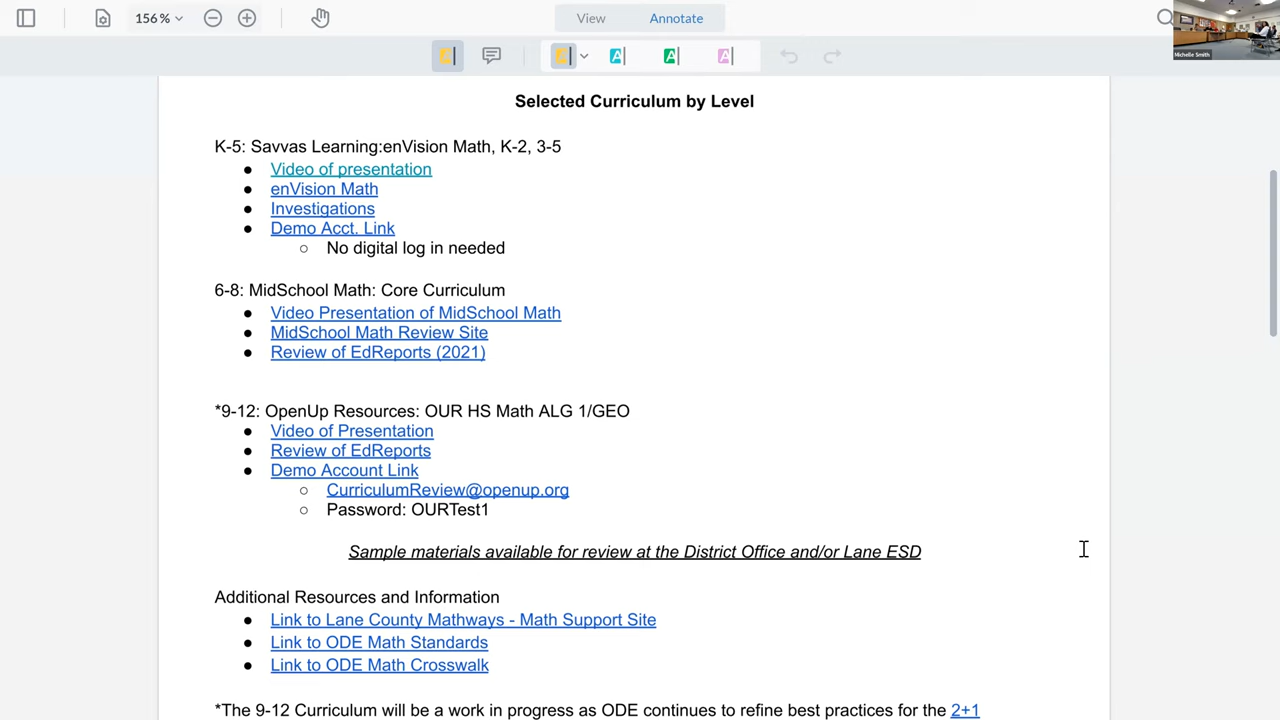 156 %
View
Annotate
Michelle Smith
Selected Curriculum by Level
K-5: Savvas Learning:enVision Math, K-2, 3-5
● Video of presentation
● enVision Math
● Investigations
● Demo Acct. Link
○ No digital log in needed
6-8: MidSchool Math: Core Curriculum
● Video Presentation of MidSchool Math
● MidSchool Math Review Site
● Review of EdReports (2021)
*9-12: OpenUp Resources: OUR HS Math ALG 1/GEO
● Video of Presentation
● Review of EdReports
● Demo Account Link
○ CurriculumReview@openup.org
○ Password: OURTest1
Sample materials available for review at the District Office and/or Lane ESD
Additional Resources and Information
● Link to Lane County Mathways - Math Support Site
● Link to ODE Math Standards
● Link to ODE Math Crosswalk
*The 9-12 Curriculum will be a work in progress as ODE continues to refine best practices for the 2+1